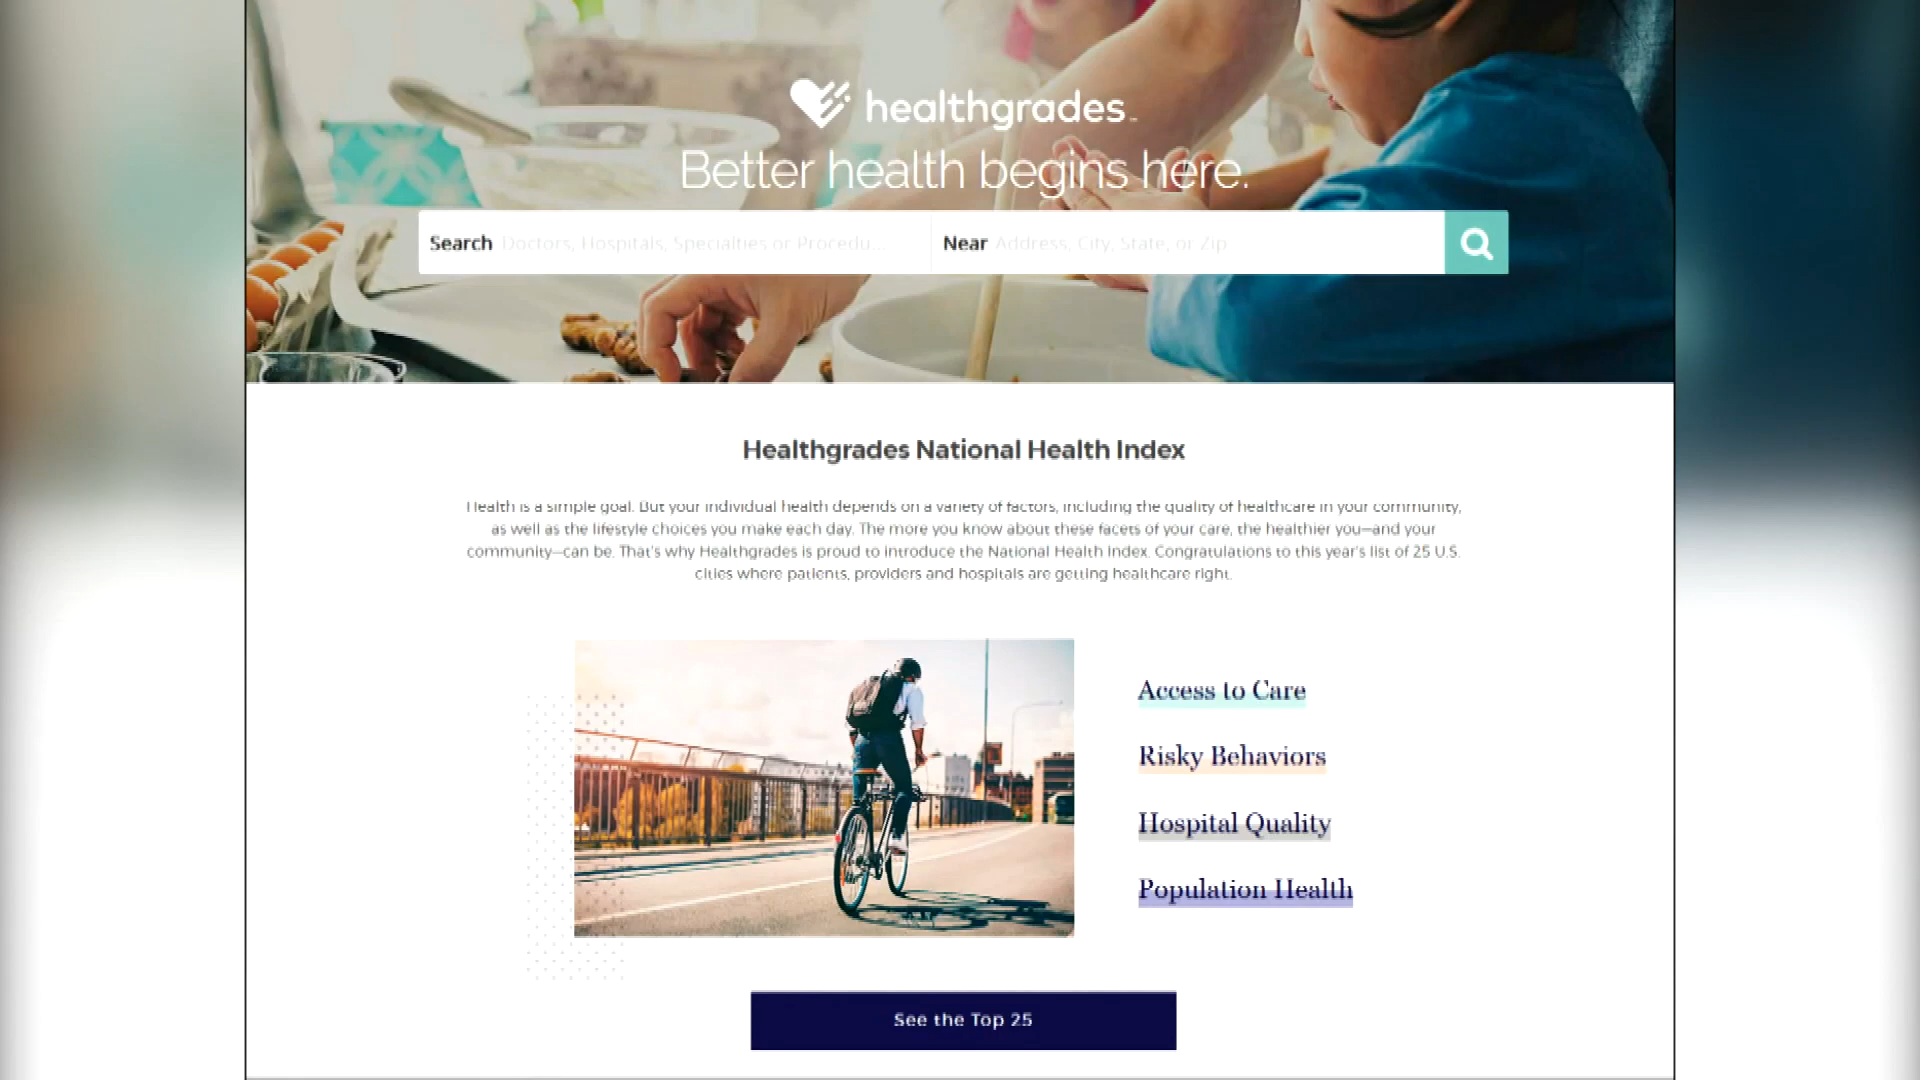 healthgrades
Better health begins here.
Search Doctors, Hospitals, Specialties or Procedu... Near Address, City, State, or Zip
Healthgrades National Health Index
Health is a simple goal. But your individual health depends on a variety of factors, including the quality of healthcare in your community,
as well as the lifestyle choices you make each day. The more you know about these facets of your care, the healthier you—and your
community—can be. That's why Healthgrades is proud to introduce the National Health Index. Congratulations to this year's list of 25 U.S.
cities where patients, providers and hospitals are getting healthcare right.
Access to Care
Risky Behaviors
Hospital Quality
Population Health
See the Top 25